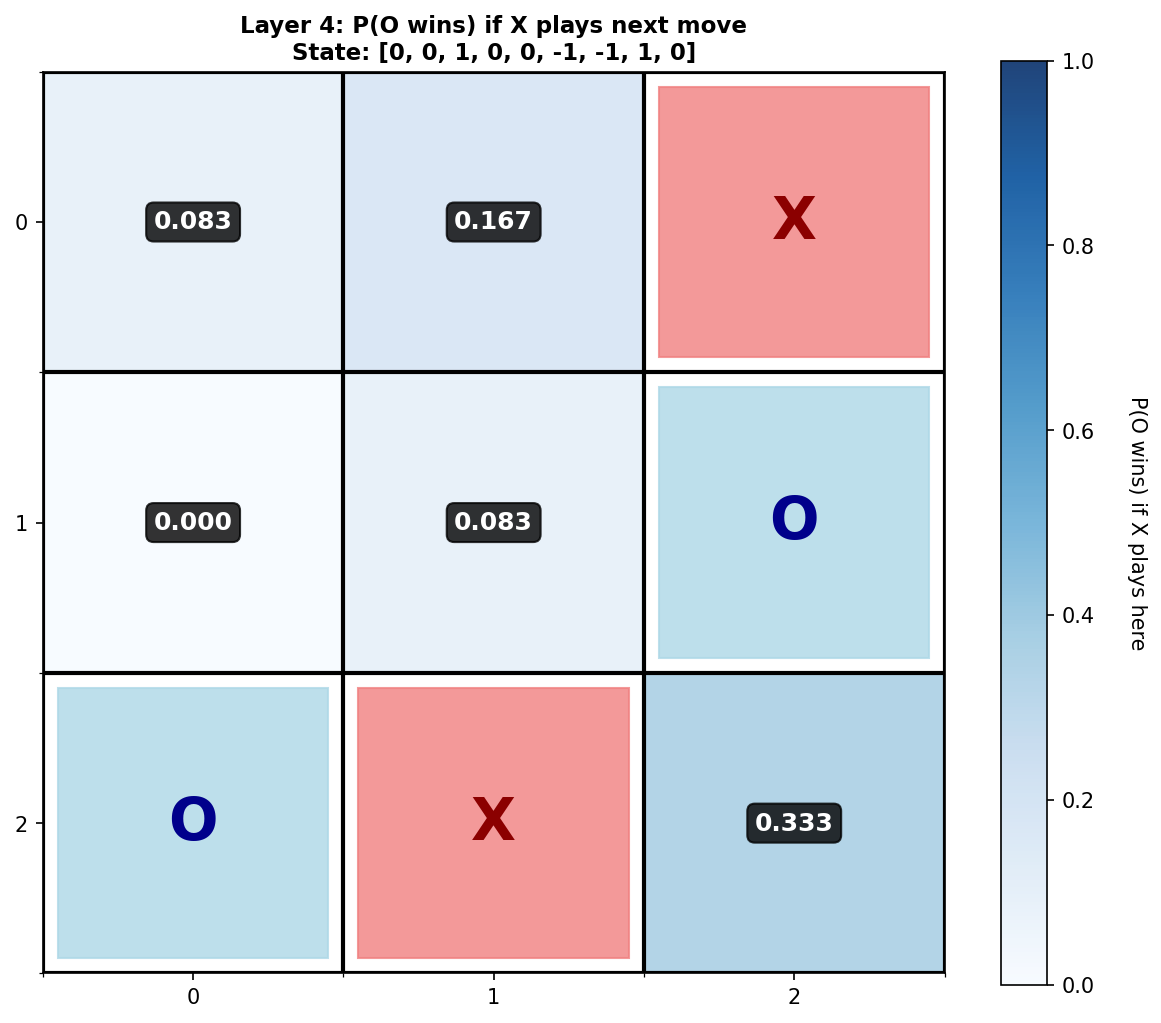 Layer 4: P(O wins) if X plays next move
State: [0, 0, 1, 0, 0, -1, -1, 1, 0]
0.083
0.167
X
0.000
0.083
O
O
X
0.333
0
1
2
0
1
2
1.0
0.8
0.6
0.4
0.2
0.0
P(O wins) if X plays here